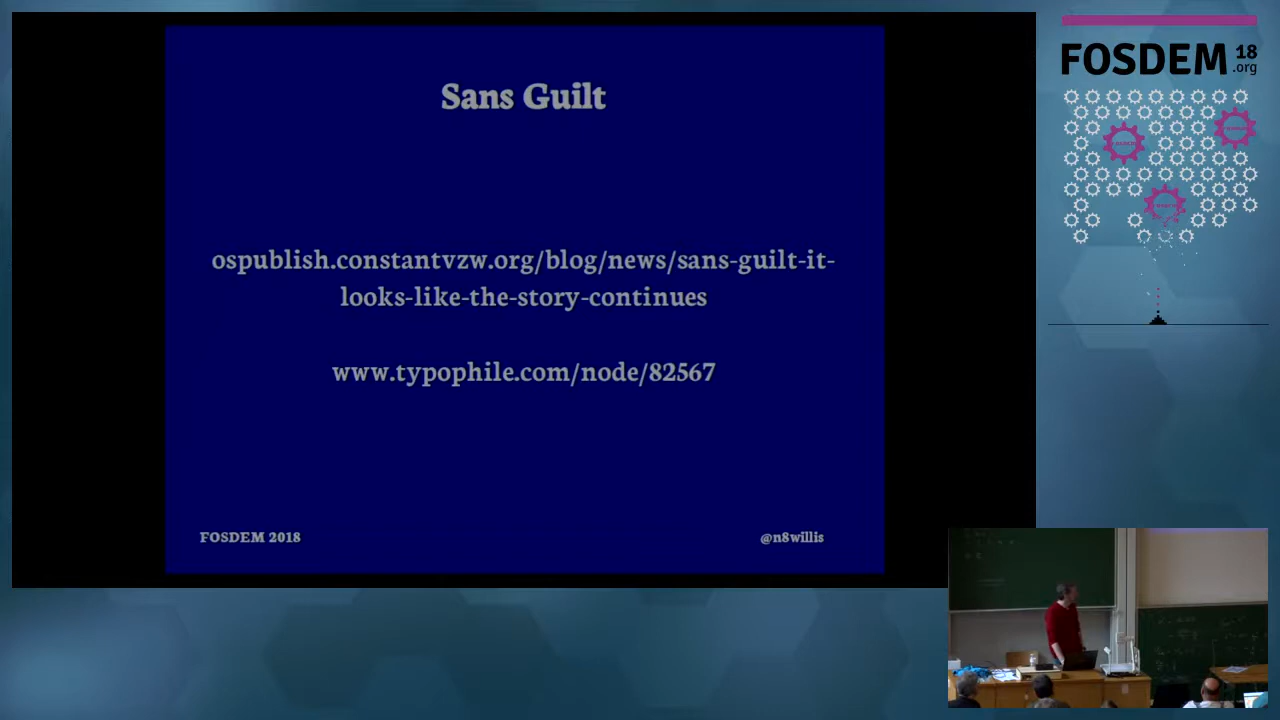 Sans Guilt
ospublish.constantvzw.org/blog/news/sans-guilt-it-
looks-like-the-story-continues
www.typophile.com/node/82567
FOSDEM 2018
@n8willis
FOSDEM 18
.org